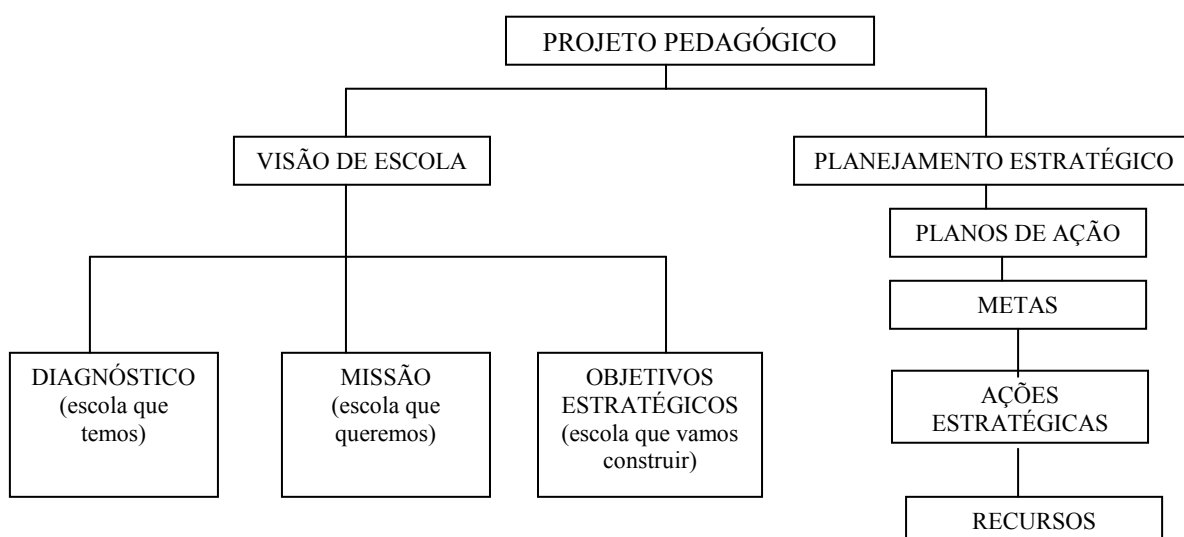 PROJETO PEDAGÓGICO
VISÃO DE ESCOLA
PLANEJAMENTO ESTRATÉGICO
PLANOS DE AÇÃO
METAS
DIAGNÓSTICO
(escola que
temos)
MISSÃO
(escola que
queremos)
OBJETIVOS
ESTRATÉGICOS
(escola que vamos
construir)
AÇÕES
ESTRATÉGICAS
RECURSOS